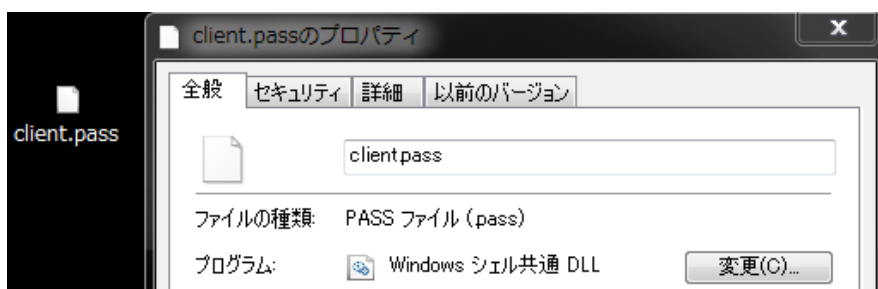 client.passのプロパティ
x
全般 セキュリティ 詳細 以前のバージョン
client.pass
client.pass
ファイルの種類: PASS ファイル (.pass)
プログラム: Windows シェル共通 DLL 変更(C)...